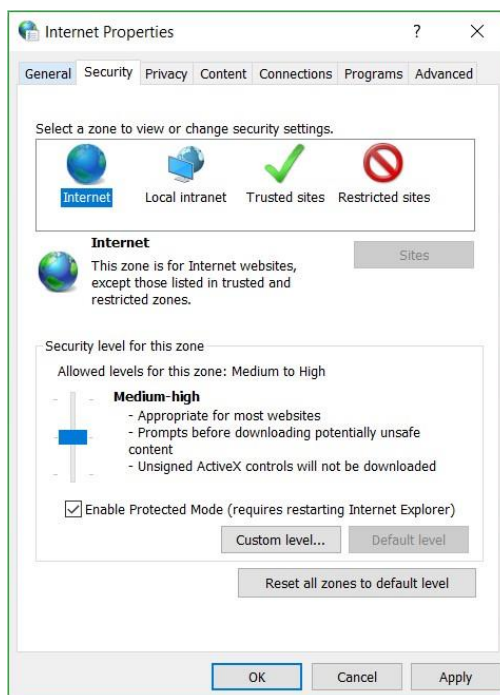 Internet Properties
General Security Privacy Content Connections Programs Advanced
Select a zone to view or change security settings.
Internet Local intranet Trusted sites Restricted sites
Internet
Sites
This zone is for Internet websites,
except those listed in trusted and
restricted zones.
Security level for this zone
Allowed levels for this zone: Medium to High
Medium-high
- Appropriate for most websites
- Prompts before downloading potentially unsafe
content
- Unsigned ActiveX controls will not be downloaded
Enable Protected Mode (requires restarting Internet Explorer)
Custom level... Default level
Reset all zones to default level
OK Cancel Apply